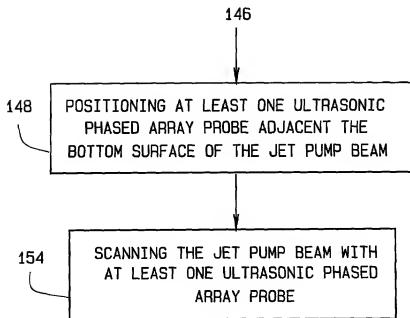 146
148
POSITIONING AT LEAST ONE ULTRASONIC
PHASED ARRAY PROBE ADJACENT THE
BOTTOM SURFACE OF THE JET PUMP BEAM
154
SCANNING THE JET PUMP BEAM WITH
AT LEAST ONE ULTRASONIC PHASED
ARRAY PROBE